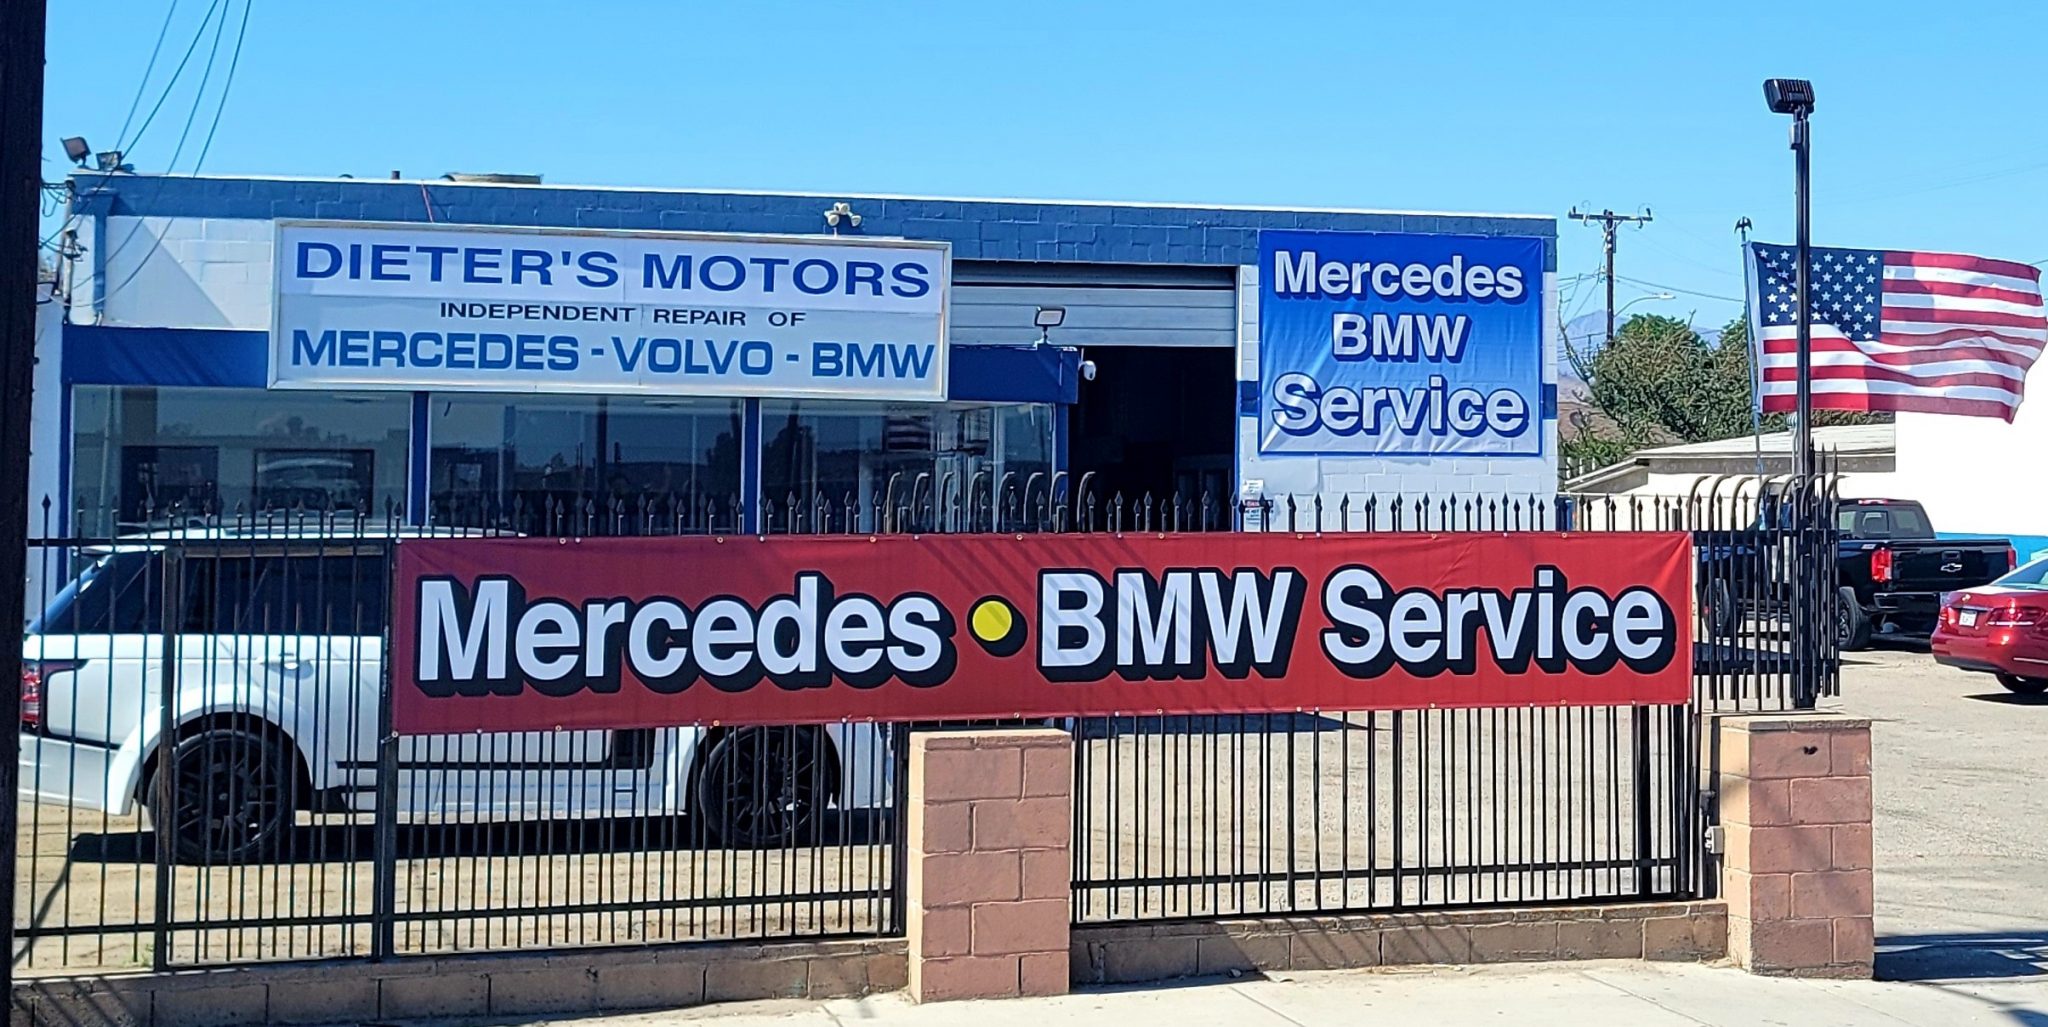 DIETER'S MOTORS
INDEPENDENT REPAIR OF
MERCEDES - VOLVO - BMW
Mercedes
BMW
Service
Mercedes • BMW Service